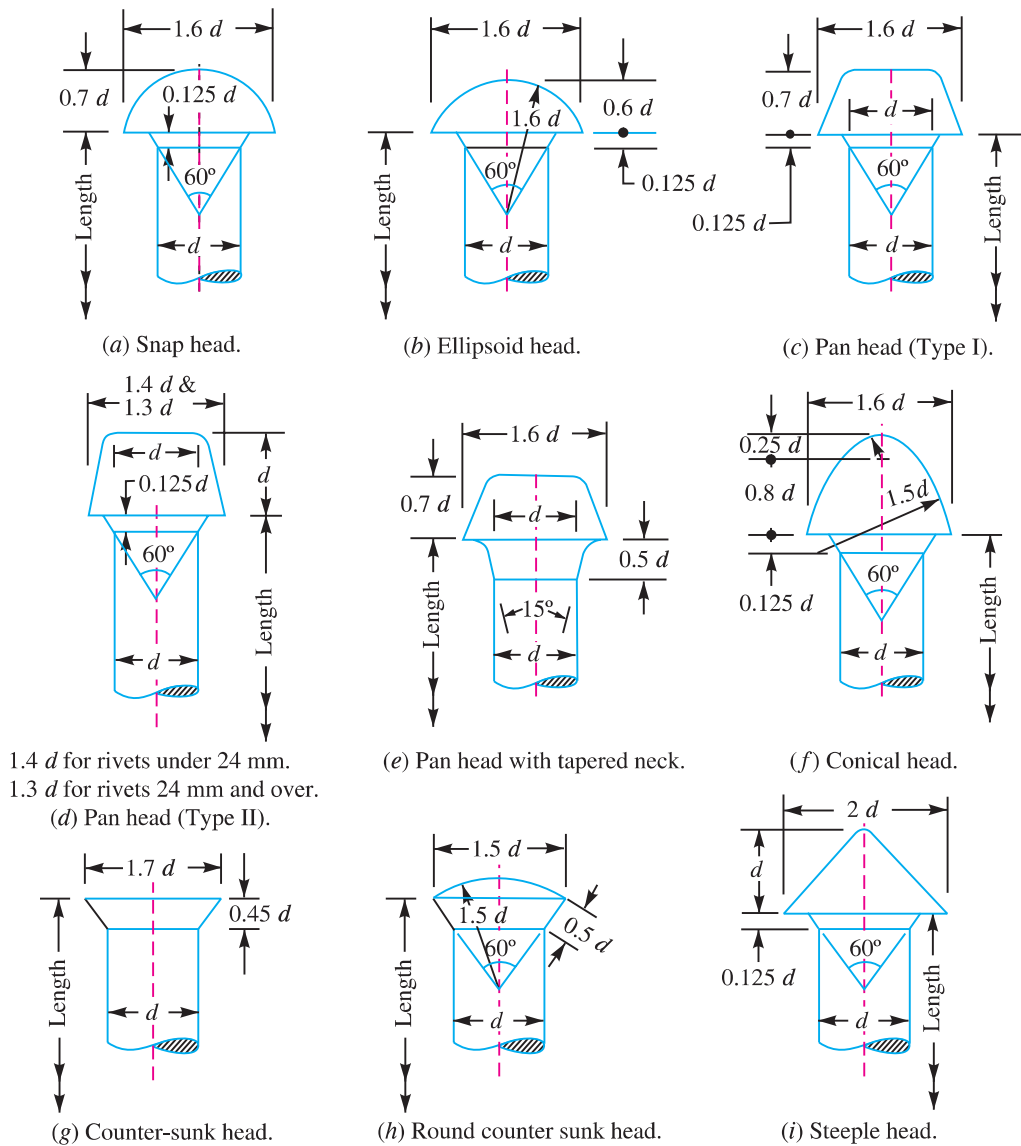 1.6 d
0.7 d
0.125 d
60º
Length
d
(a) Snap head.
1.6 d
0.6 d
1.6 d
0.125 d
60º
Length
d
(b) Ellipsoid head.
1.6 d
0.7 d
d
0.125 d
60º
Length
d
(c) Pan head (Type I).
1.4 d &
1.3 d
d
d
0.125d
60º
Length
d
1.4 d for rivets under 24 mm.
1.3 d for rivets 24 mm and over.
(d) Pan head (Type II).
1.6 d
0.7 d
d
0.5 d
15º
Length
d
(e) Pan head with tapered neck.
1.6 d
0.25 d
0.8 d
1.5d
0.125 d
60º
Length
d
(f) Conical head.
1.7 d
0.45 d
Length
d
(g) Counter-sunk head.
1.5 d
1.5 d
0.5 d
60º
Length
d
(h) Round counter sunk head.
2 d
d
0.125 d
60º
Length
d
(i) Steeple head.